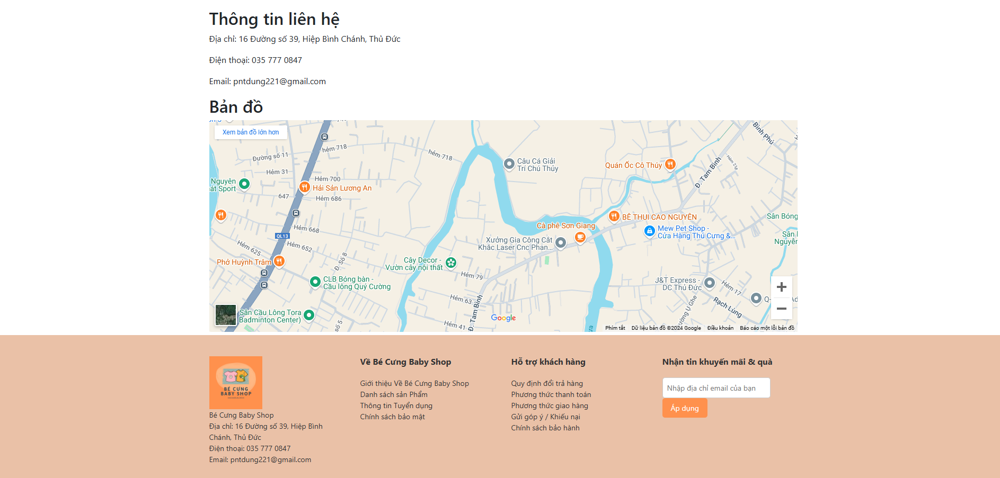 Thông tin liên hệ
Địa chỉ: 16 Đường số 39, Hiệp Bình Chánh, Thủ Đức
Điện thoại: 035 777 0847
Email: pntdung221@gmail.com
Bản đồ
Xem bản đồ lớn hơn
hẻm 718
hẻm 718
Đường số 11
Hẻm 31
Hẻm 700
Nguyên
Sport
Hải Sản Lương An
647
Hẻm 686
Câu Cá Giải
Trí Chú Thủy
Quán Ốc Cô Thúy
Đ. Tam Bình
Hẻm 218
Bình Phú
BÊ THUI CAO NGUYÊN
Sân Bóng
Mew Pet Shop -
Cửa Hàng Thú Cưng &...
Cà phê Sơn Giang
Xưởng Gia Công Cắt
Khắc Laser Cnc Phan...
Nguyễn
QL13
Hẻm 668
Hẻm 652
Hẻm 625
Phở Huỳnh Trâm
Đ. Số 8
Cây Decor -
Vườn cây nội thất
Hẻm 79
CLB Bóng bàn -
Cầu lông Quý Cường
J&T Express -
DC Thủ Đức
Hẻm 17
Rạch Lùng
Hẻm 63
Đ. Tam Bình
Sân Cầu Lông Tora
Badminton Center)
Hẻm 41
Google
Phím tắt
Dữ liệu bản đồ ©2024 Google
Điều khoản
Báo cáo một lỗi bản đồ
BÉ CƯNG
BABY SHOP
Bé Cưng Baby Shop
Địa chỉ: 16 Đường số 39, Hiệp Bình
Chánh, Thủ Đức
Điện thoại: 035 777 0847
Email: pntdung221@gmail.com
Về Bé Cưng Baby Shop
Giới thiệu Về Bé Cưng Baby Shop
Danh sách sản Phẩm
Thông tin Tuyển dụng
Chính sách bảo mật
Hỗ trợ khách hàng
Quy định đổi trả hàng
Phương thức thanh toán
Phương thức giao hàng
Gửi góp ý / Khiếu nại
Chính sách bảo hành
Nhận tin khuyến mãi & quà
Nhập địa chỉ email của bạn
Áp dụng